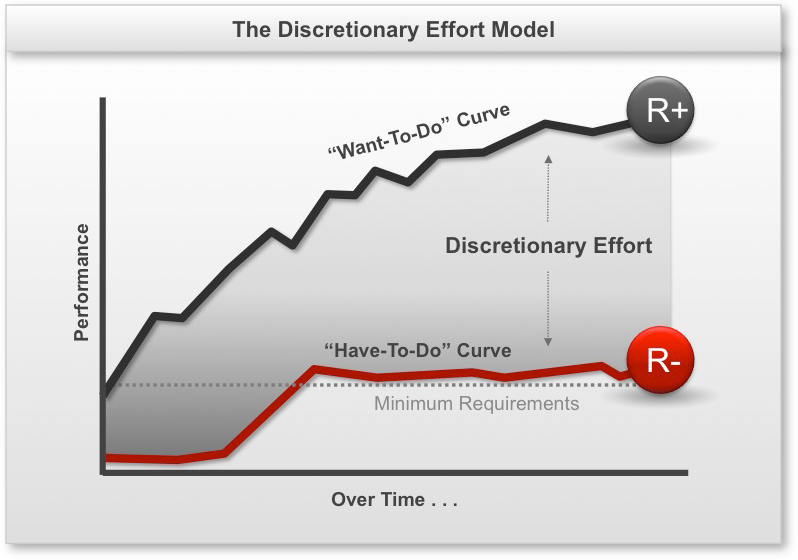 The Discretionary Effort Model
“Want-To-Do” Curve
R+
Discretionary Effort
Performance
“Have-To-Do” Curve
R-
Minimum Requirements
Over Time . . .